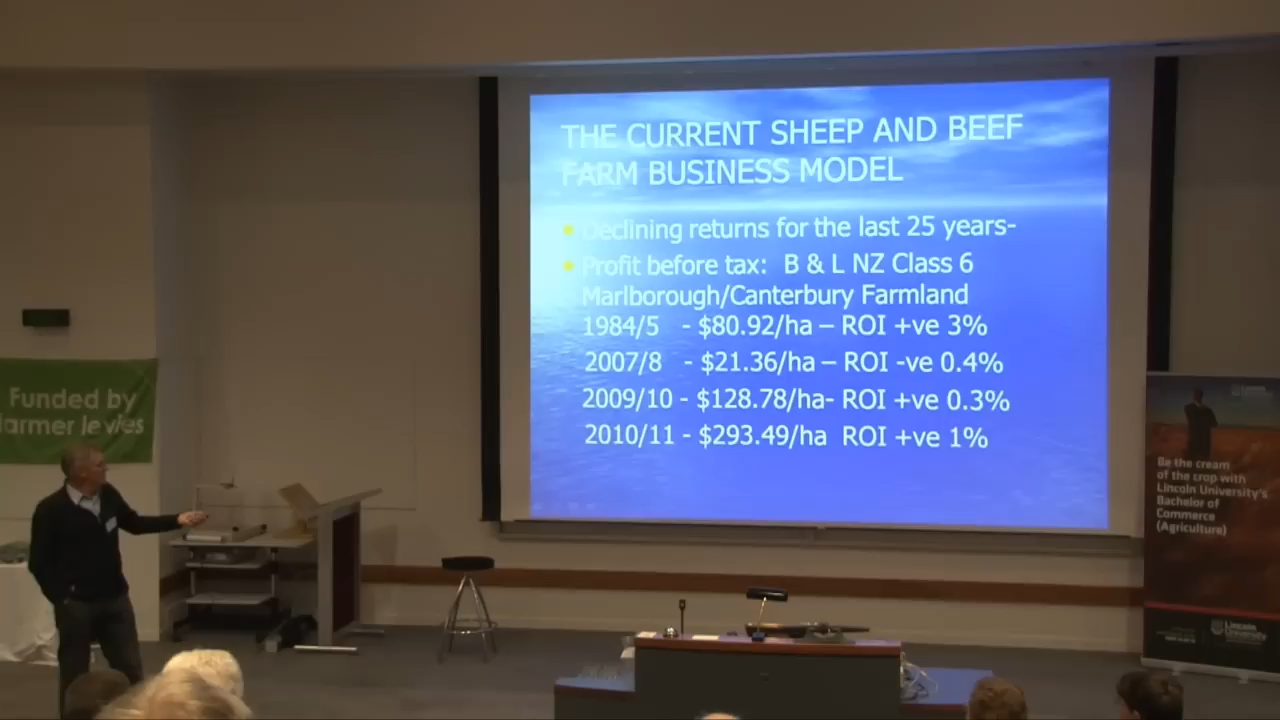 THE CURRENT SHEEP AND BEEF
FARM BUSINESS MODEL
Declining returns for the last 25 years-
Profit before tax: B & L NZ Class 6
Marlborough/Canterbury Farmland
1984/5 - $80.92/ha – ROI +ve 3%
2007/8 - $21.36/ha – ROI -ve 0.4%
2009/10 - $128.78/ha- ROI +ve 0.3%
2010/11 - $293.49/ha ROI +ve 1%
Funded by
farmer levies
Be the cream
of the crop with
Lincoln University's
Bachelor of
Commerce
(Agriculture)
Lincoln
University